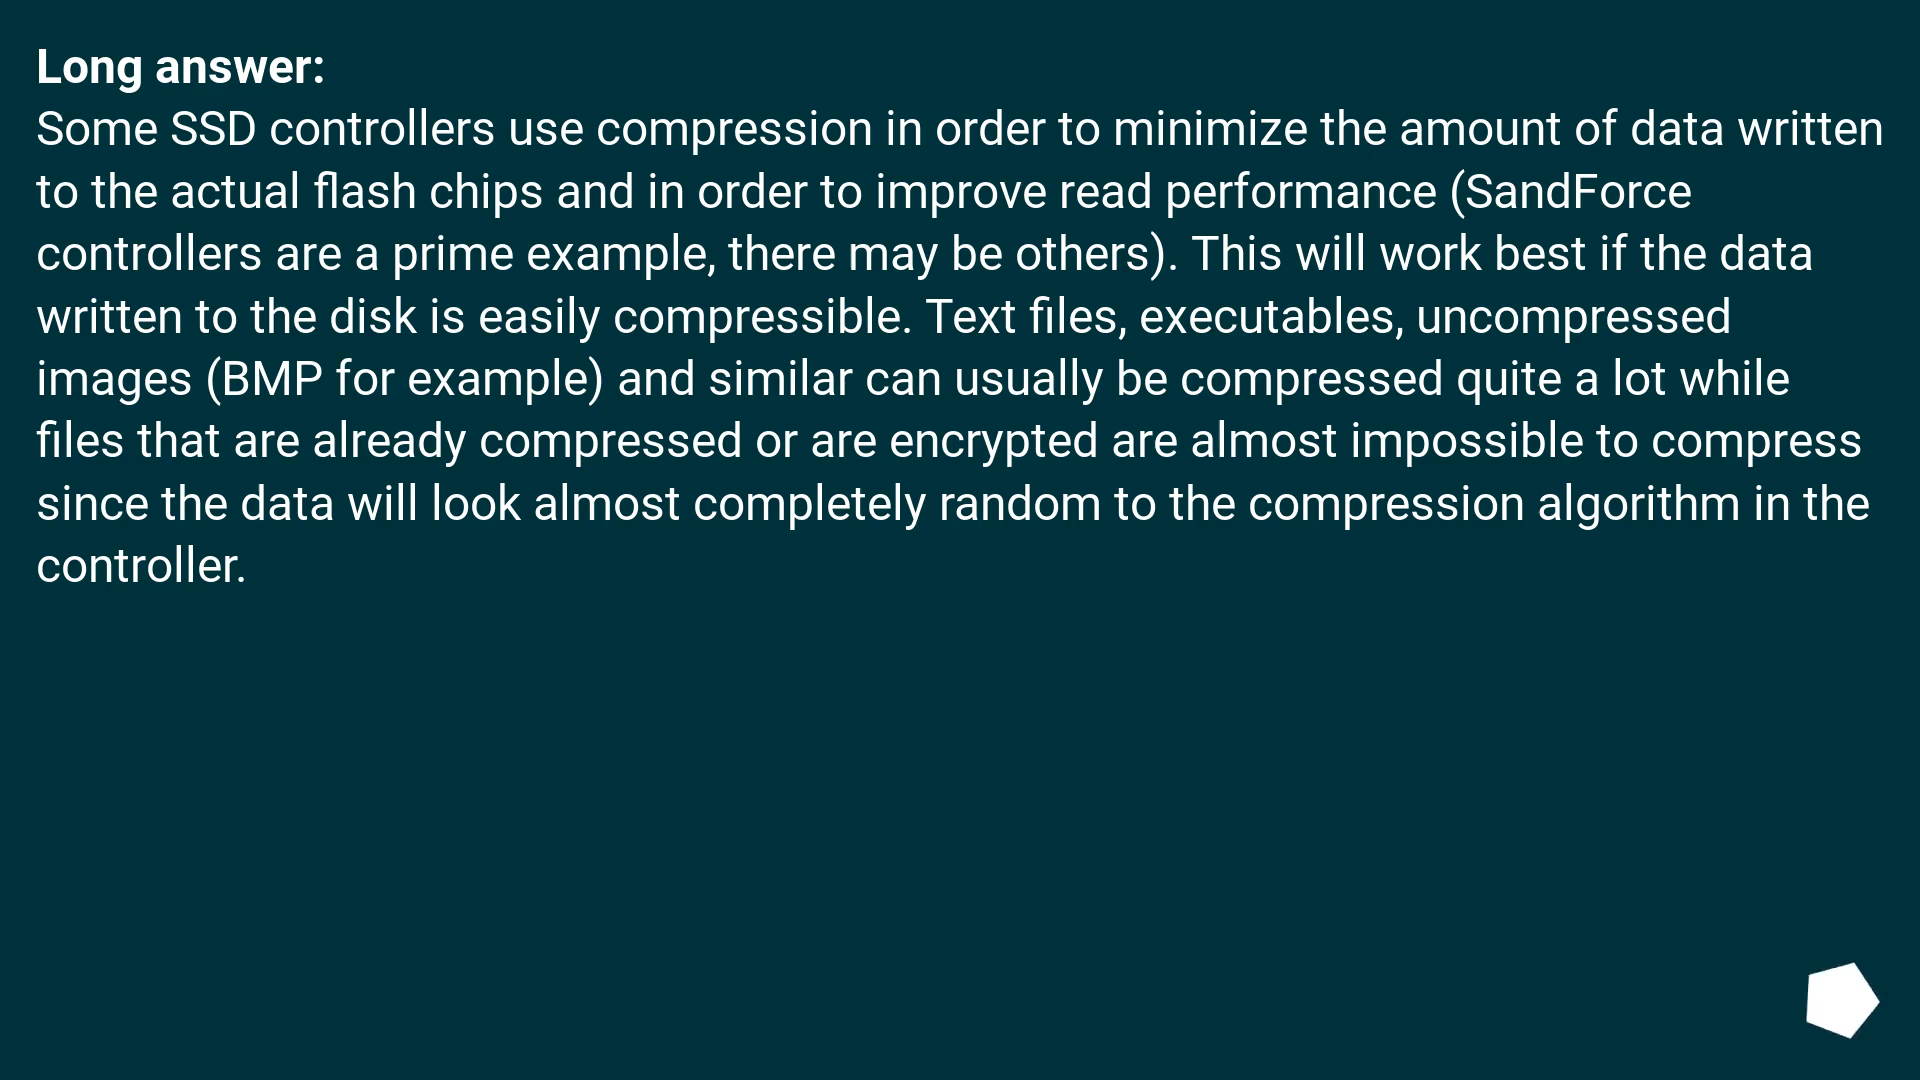 Long answer:
Some SSD controllers use compression in order to minimize the amount of data written
to the actual flash chips and in order to improve read performance (SandForce
controllers are a prime example, there may be others). This will work best if the data
written to the disk is easily compressible. Text files, executables, uncompressed
images (BMP for example) and similar can usually be compressed quite a lot while
files that are already compressed or are encrypted are almost impossible to compress
since the data will look almost completely random to the compression algorithm in the
controller.